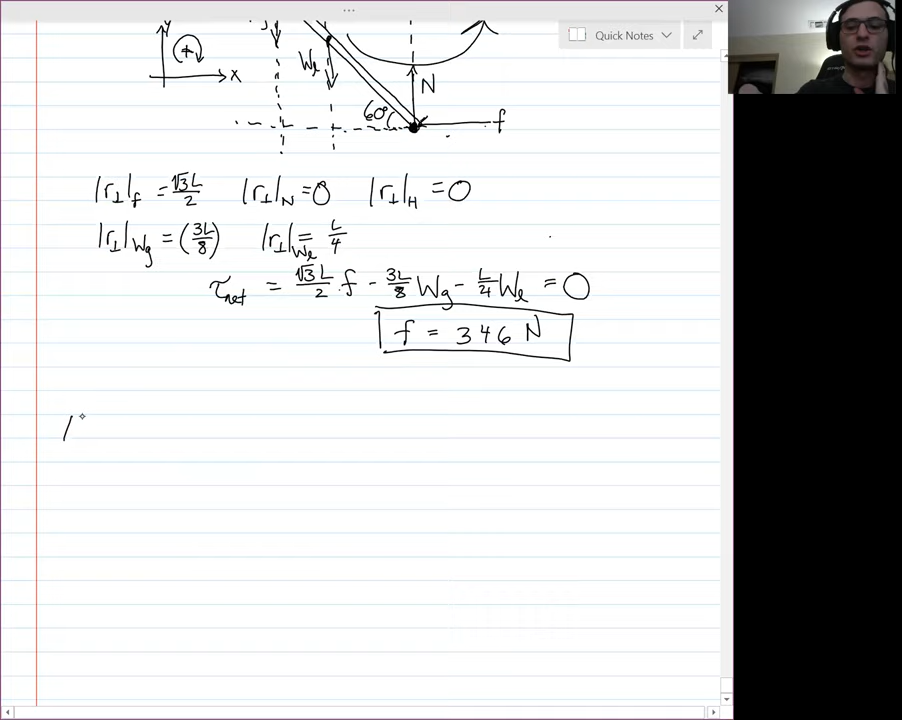 Quick Notes
y
+
x
Wℓ
N
60°
f
|r⊥|f = √3L/2 |r⊥|N = 0 |r⊥|H = 0
|r⊥|Wg = (3L/8) |r⊥|Wℓ = L/4
τnet = √3L/2 f - 3L/8 Wg - L/4 Wℓ = 0
f = 346 N